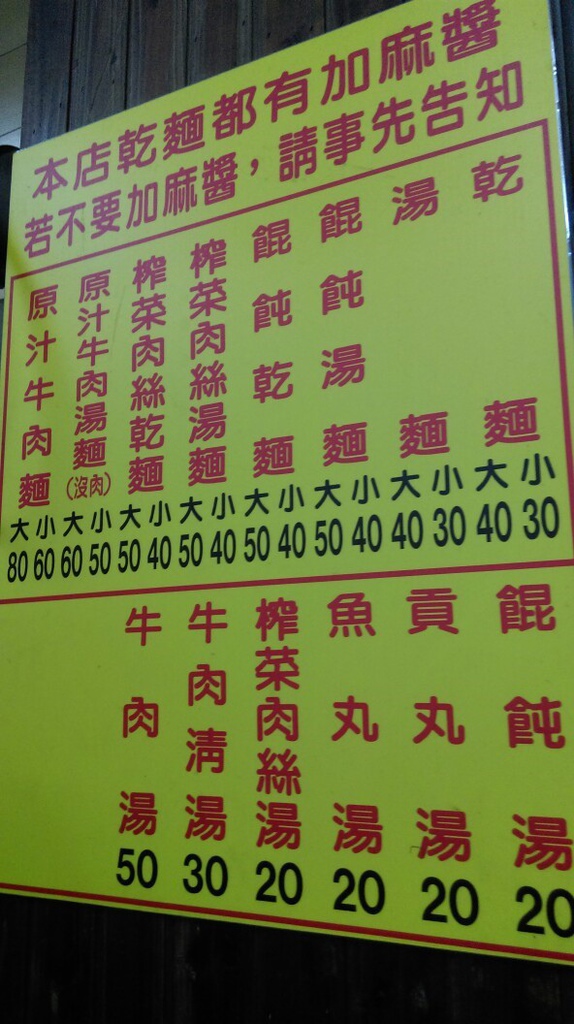 本店乾麵都有加麻醬
若不要加麻醬，請事先告知
乾麵 大40 小30
湯麵 大40 小30
餛飩湯麵 大50 小40
餛飩乾麵 大50 小40
榨菜肉絲湯麵 大50 小40
榨菜肉絲乾麵 大50 小40
原汁牛肉湯麵(沒肉) 大60 小50
原汁牛肉麵 大80 小60
餛飩湯 20
貢丸湯 20
魚丸湯 20
榨菜肉絲湯 20
牛肉清湯 30
牛肉湯 50